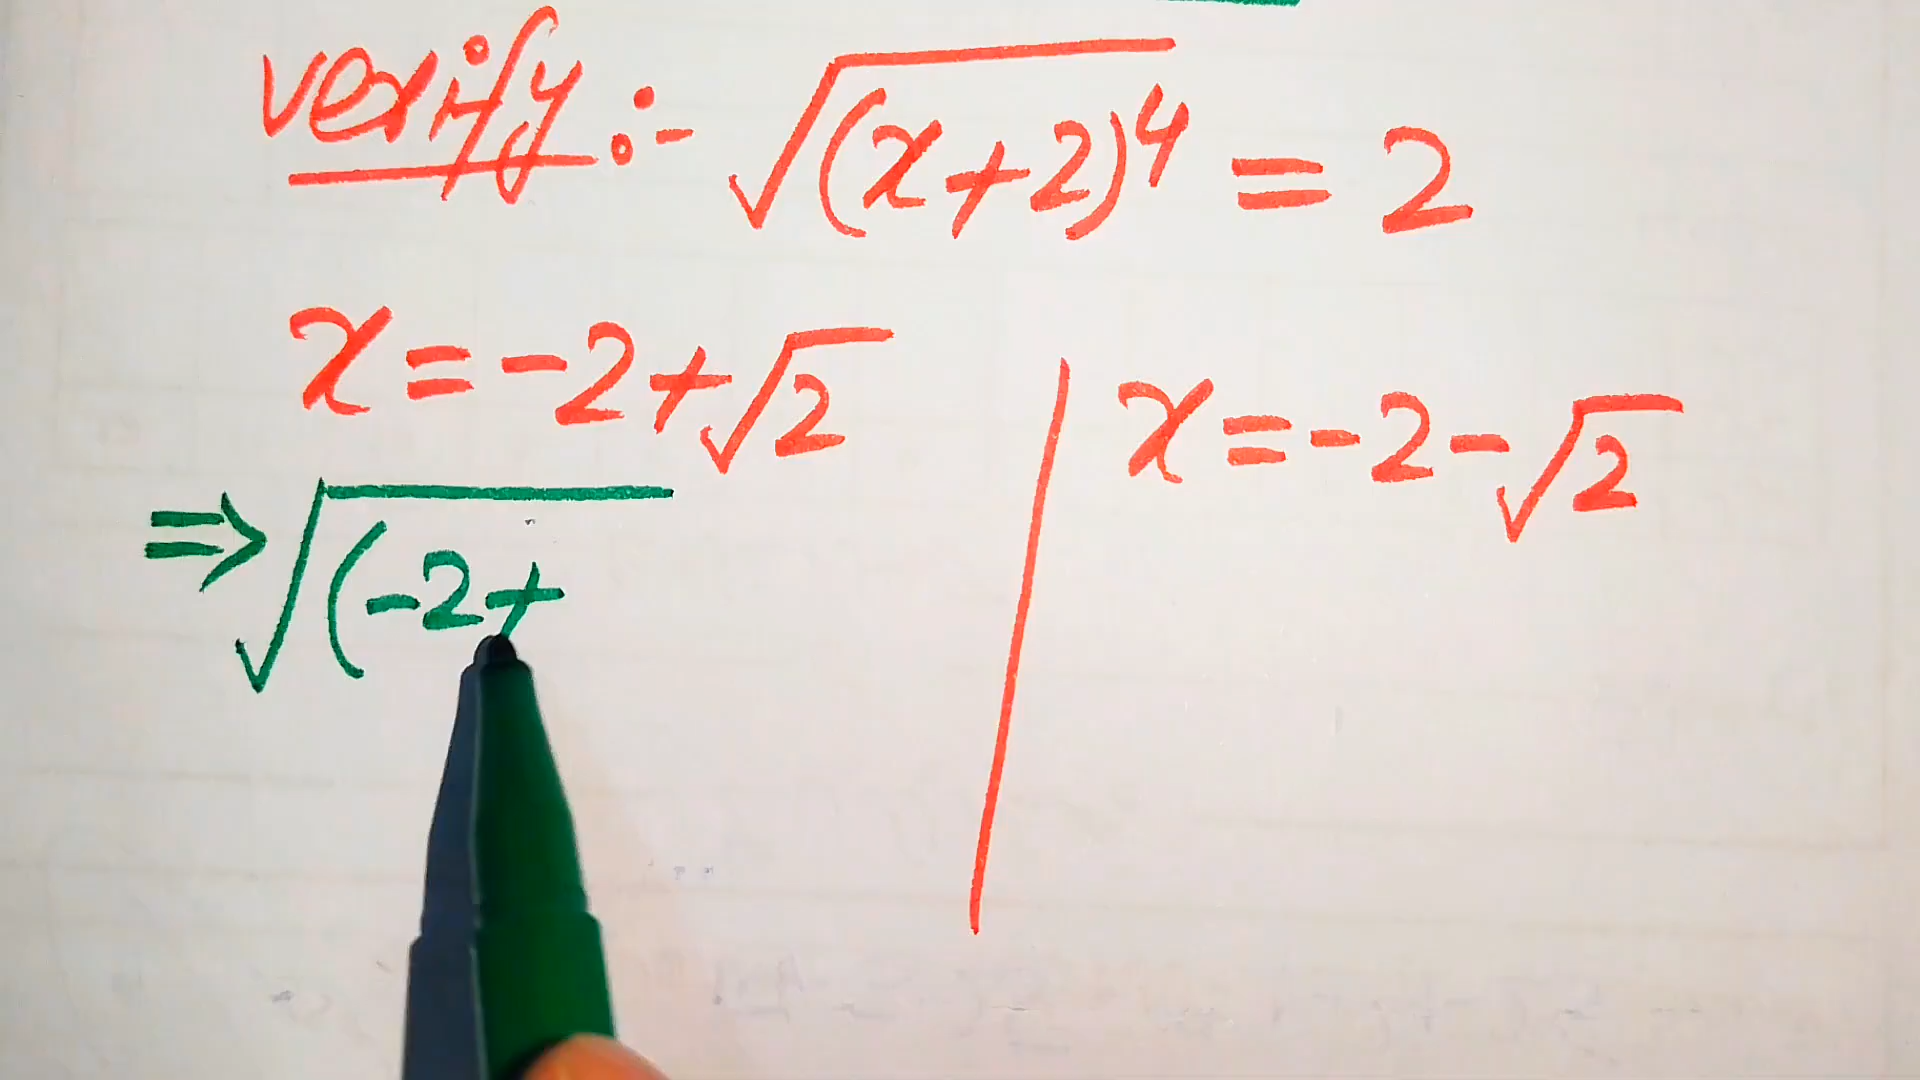 verify :- √(x+2)⁴ = 2
x = -2+√2
x = -2-√2
⇒ √(-2+